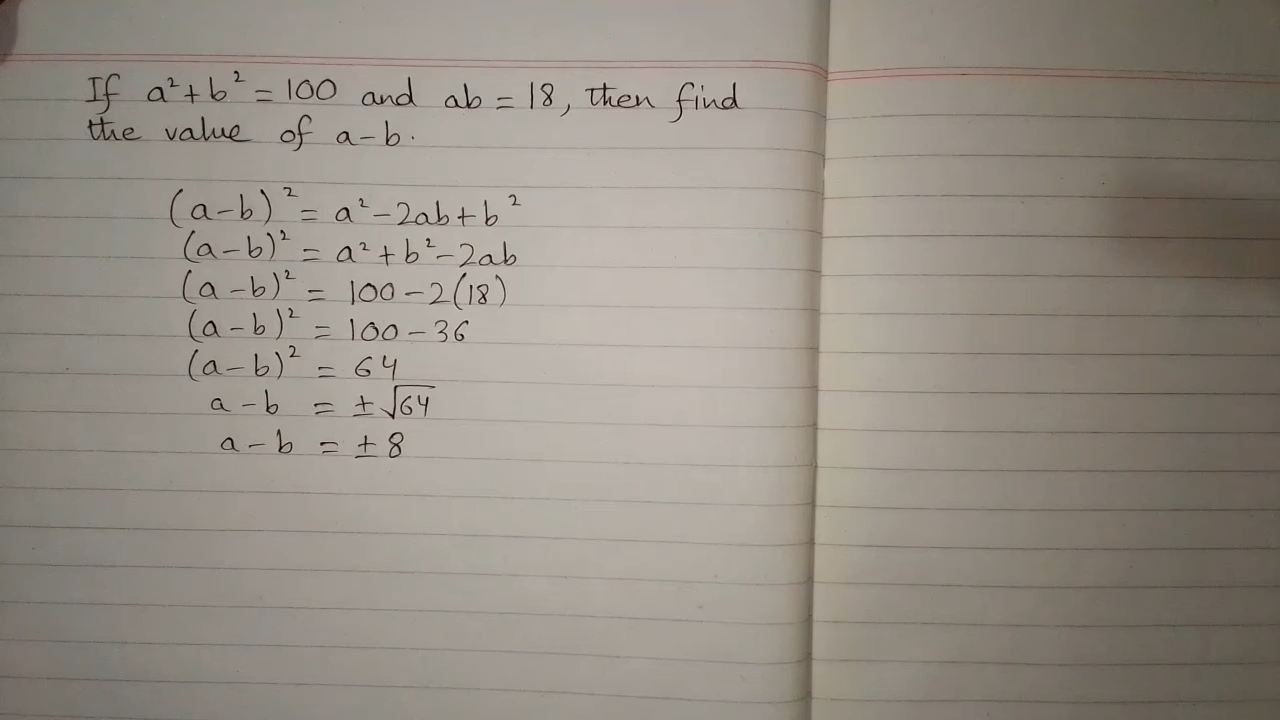 If a² + b² = 100 and ab = 18, then find
the value of a - b.
(a - b)² = a² - 2ab + b²
(a - b)² = a² + b² - 2ab
(a - b)² = 100 - 2(18)
(a - b)² = 100 - 36
(a - b)² = 64
a - b = ± √64
a - b = ± 8